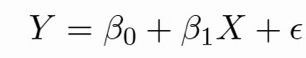 Y = β₀ + β₁X + ϵ